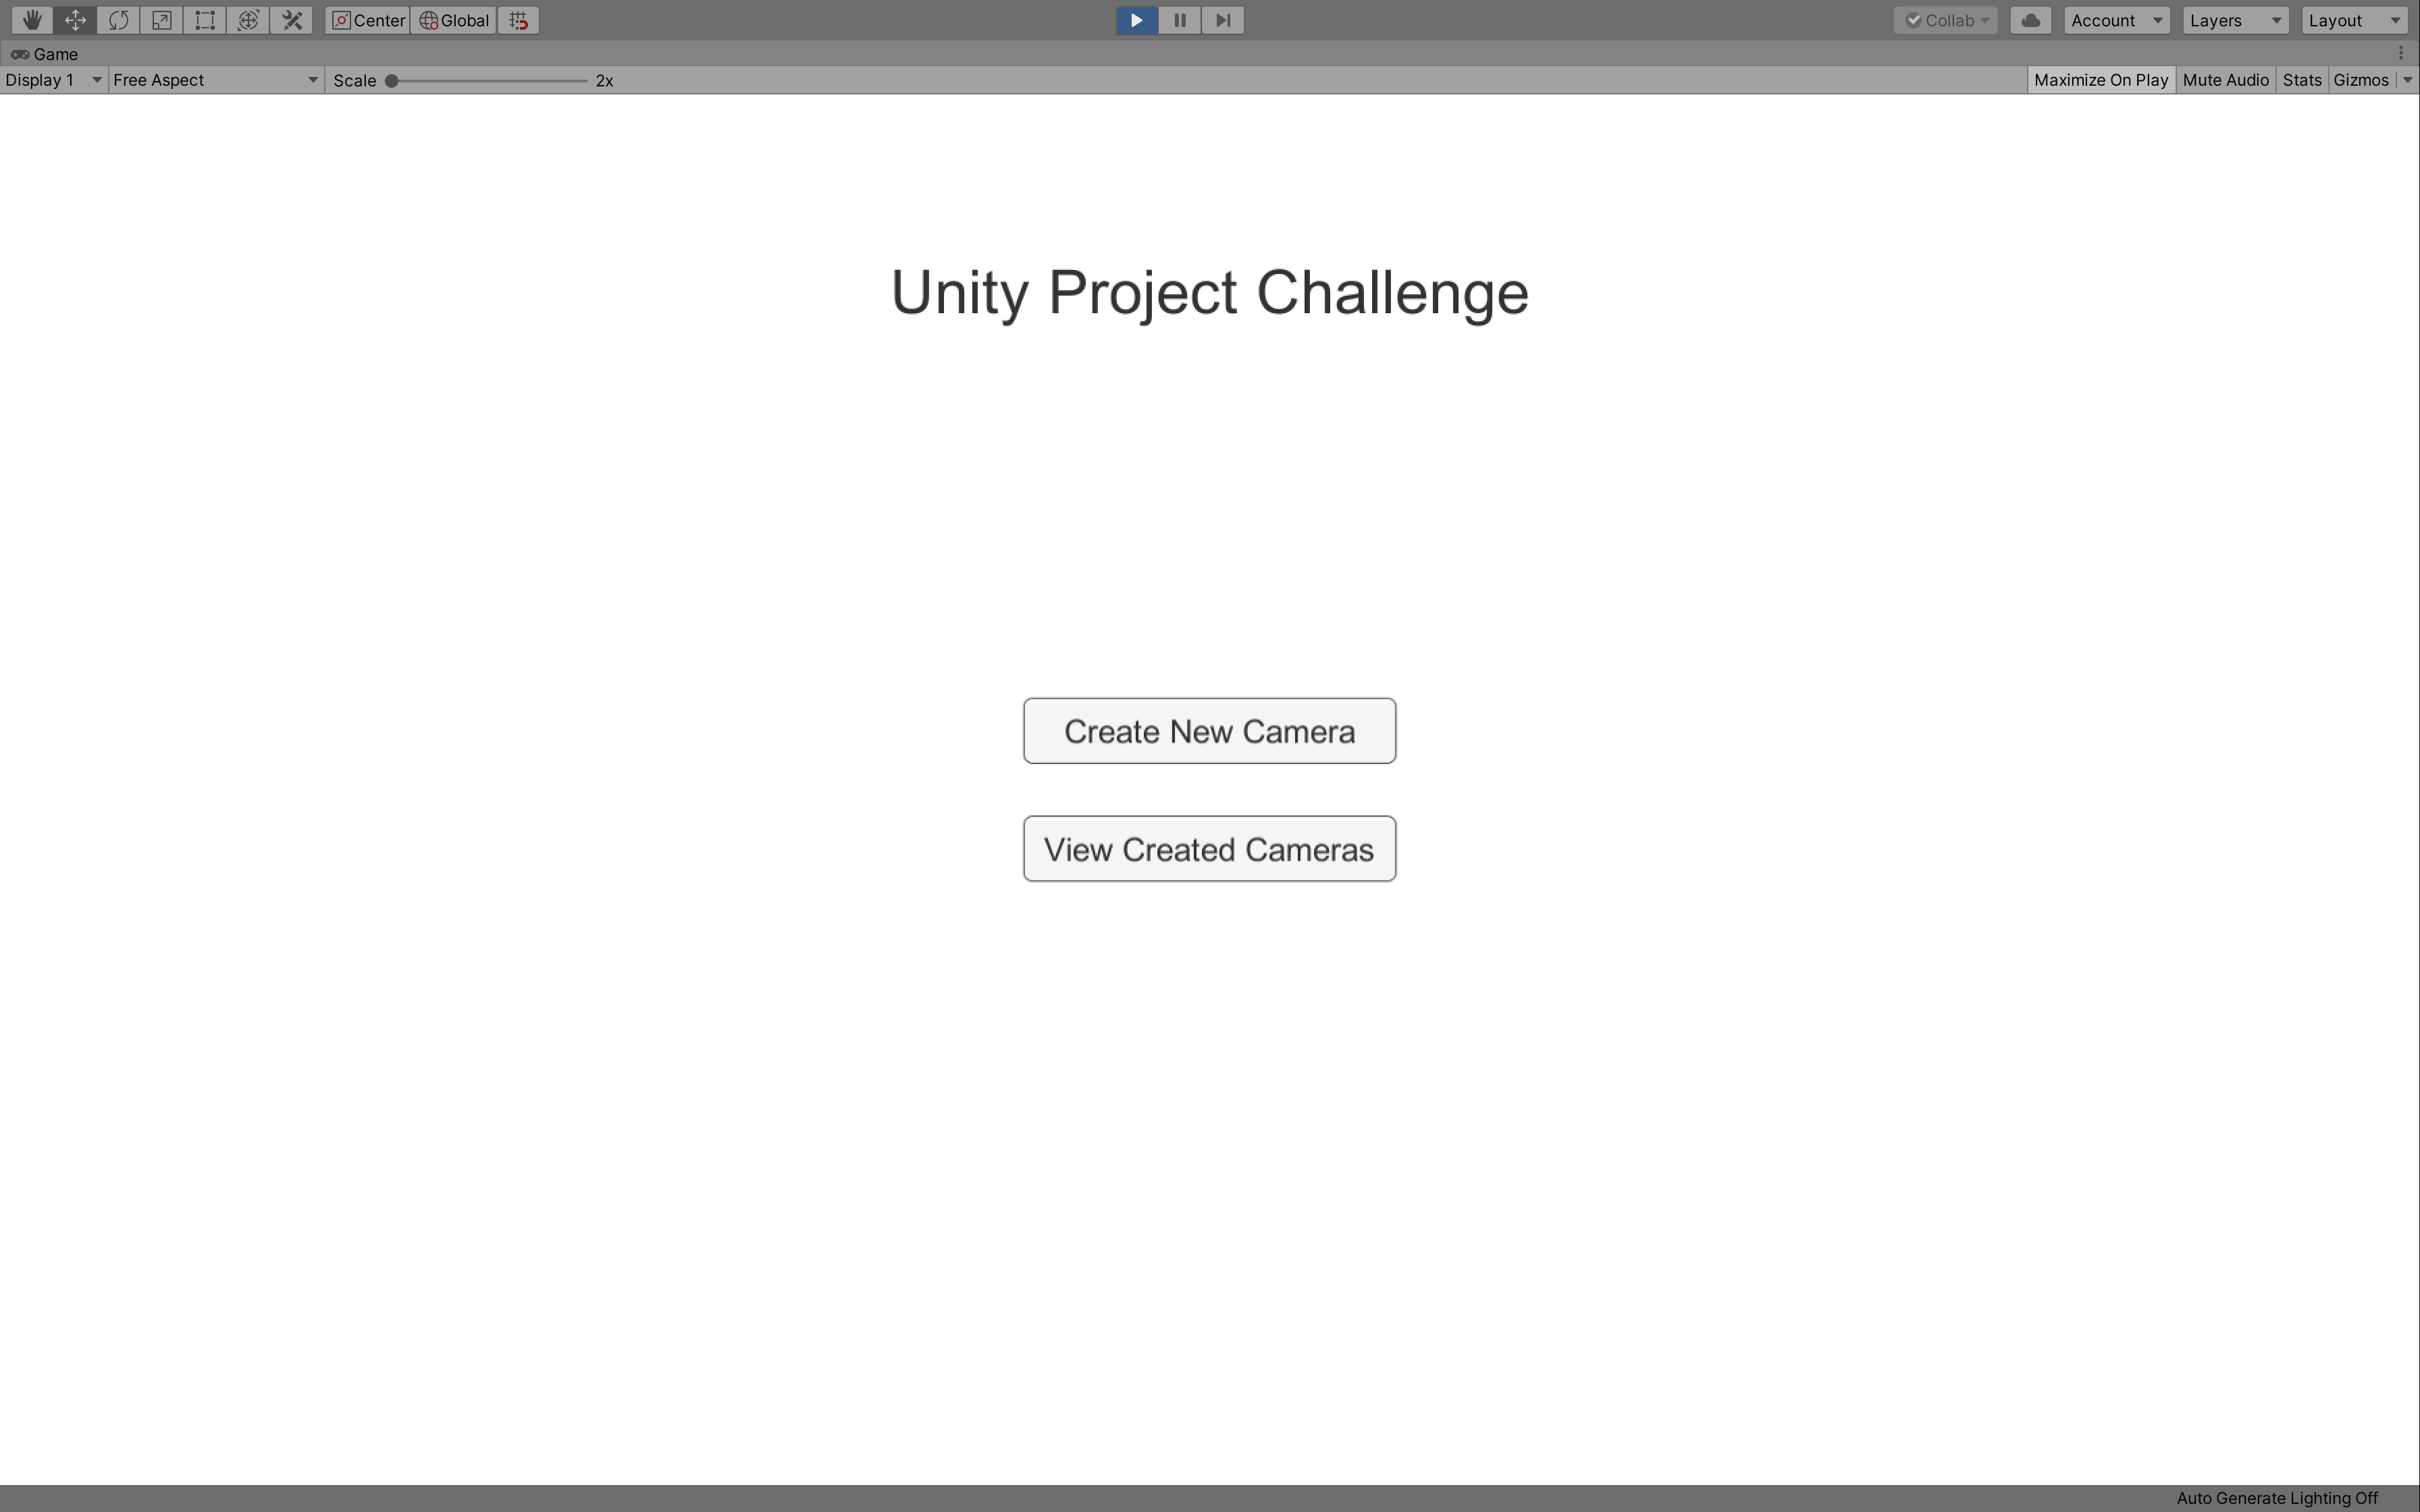 Center Global Collab Account Layers Layout
Game
Display 1 Free Aspect Scale 2x Maximize On Play Mute Audio Stats Gizmos
Unity Project Challenge
Create New Camera
View Created Cameras
Auto Generate Lighting Off